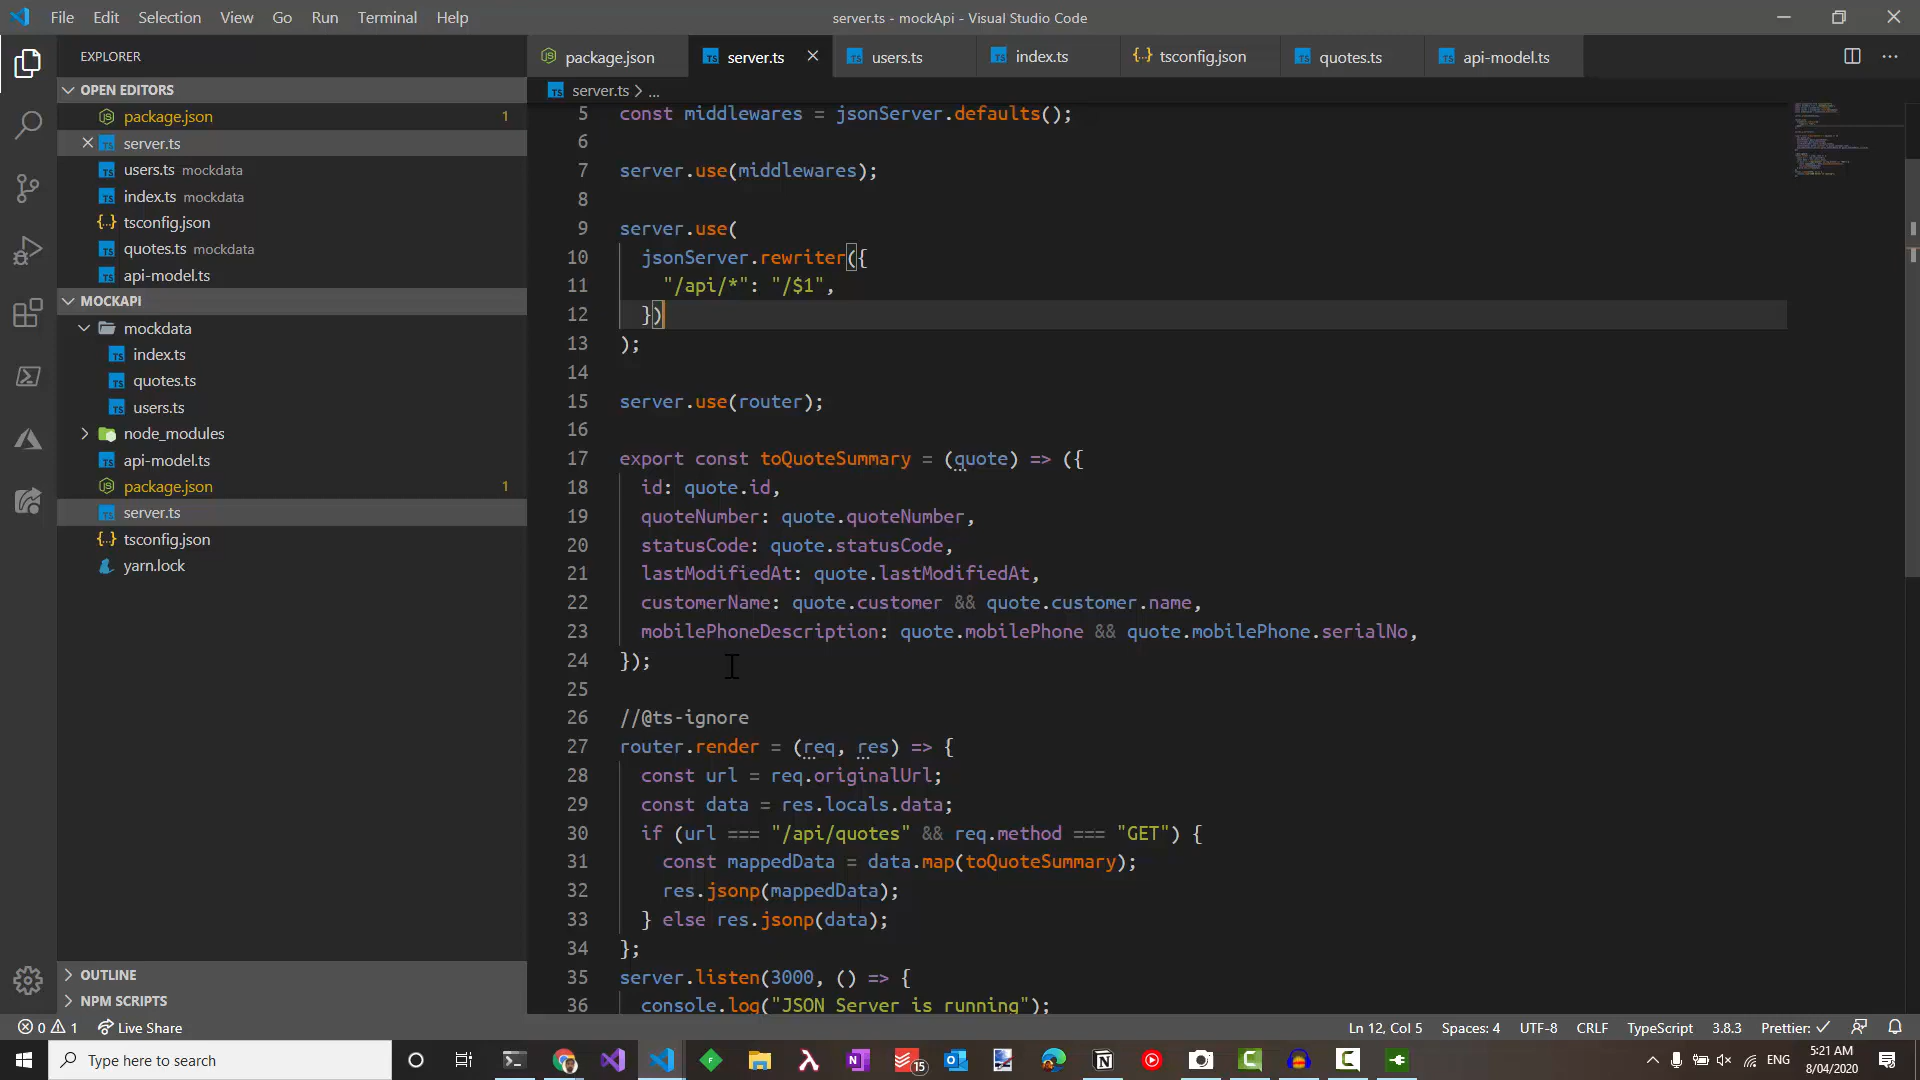 File Edit Selection View Go Run Terminal Help
server.ts - mockApi - Visual Studio Code
EXPLORER
OPEN EDITORS
package.json 1
server.ts
users.ts mockdata
index.ts mockdata
tsconfig.json
quotes.ts mockdata
api-model.ts
MOCKAPI
mockdata
index.ts
quotes.ts
users.ts
node_modules
api-model.ts
package.json 1
server.ts
tsconfig.json
yarn.lock
OUTLINE
NPM SCRIPTS
package.json server.ts users.ts index.ts tsconfig.json quotes.ts api-model.ts
server.ts > ...
5 const middlewares = jsonServer.defaults();
6
7 server.use(middlewares);
8
9 server.use(
10 jsonServer.rewriter({
11 "/api/*": "/$1",
12 })
13 );
14
15 server.use(router);
16
17 export const toQuoteSummary = (quote) => ({
18 id: quote.id,
19 quoteNumber: quote.quoteNumber,
20 statusCode: quote.statusCode,
21 lastModifiedAt: quote.lastModifiedAt,
22 customerName: quote.customer && quote.customer.name,
23 mobilePhoneDescription: quote.mobilePhone && quote.mobilePhone.serialNo,
24 });
25
26 //@ts-ignore
27 router.render = (req, res) => {
28 const url = req.originalUrl;
29 const data = res.locals.data;
30 if (url === "/api/quotes" && req.method === "GET") {
31 const mappedData = data.map(toQuoteSummary);
32 res.jsonp(mappedData);
33 } else res.jsonp(data);
34 };
35 server.listen(3000, () => {
36 console.log("JSON Server is running");
0 1 Live Share
Ln 12, Col 5 Spaces: 4 UTF-8 CRLF TypeScript 3.8.3 Prettier: ✓
Type here to search
15
ENG
5:21 AM
8/04/2020